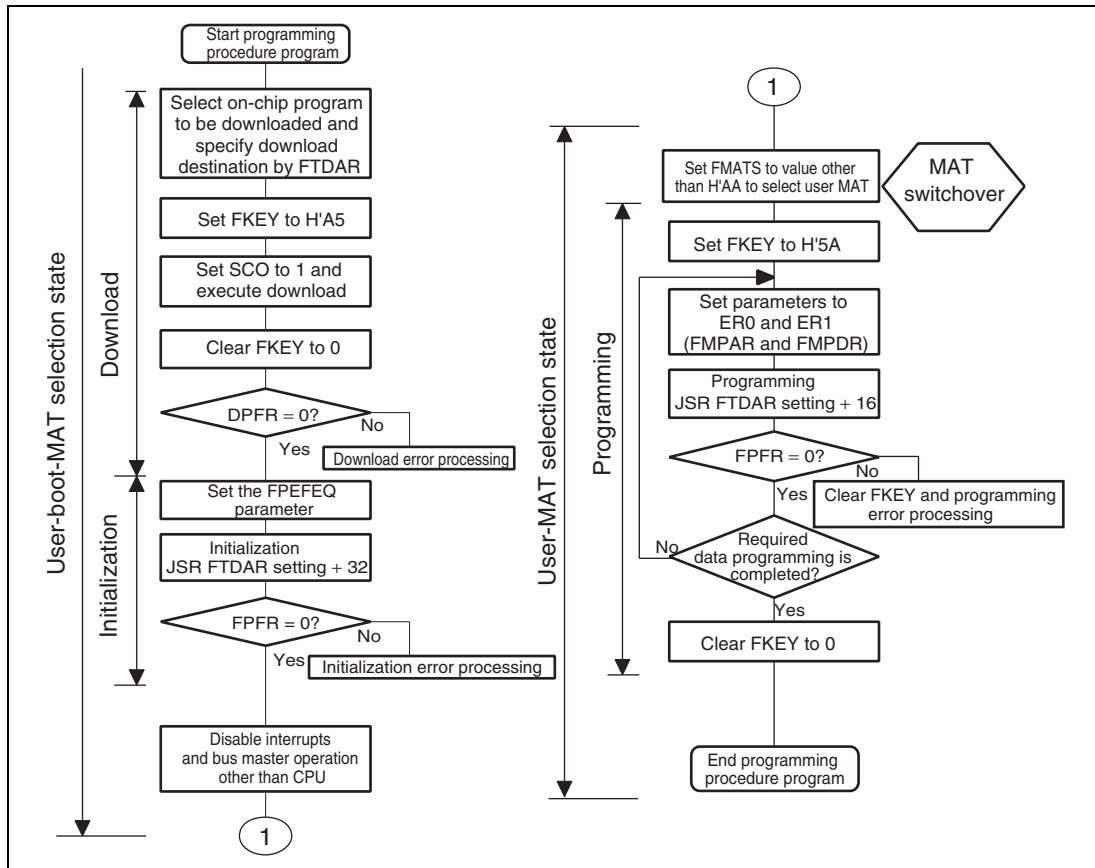 Start programming
procedure program
Select on-chip program
to be downloaded and
specify download
destination by FTDAR
Set FKEY to H'A5
Set SCO to 1 and
execute download
Clear FKEY to 0
DPFR = 0?
No
Yes
Download error processing
Set the FPEFEQ
parameter
Initialization
JSR FTDAR setting + 32
FPFR = 0?
No
Yes
Initialization error processing
Disable interrupts
and bus master operation
other than CPU
1
User-boot-MAT selection state
Download
Initialization
1
Set FMATS to value other
than H'AA to select user MAT
MAT
switchover
Set FKEY to H'5A
Set parameters to
ER0 and ER1
(FMPAR and FMPDR)
Programming
JSR FTDAR setting + 16
FPFR = 0?
No
Yes
Clear FKEY and programming
error processing
Required
data programming is
completed?
No
Yes
Clear FKEY to 0
End programming
procedure program
User-MAT selection state
Programming